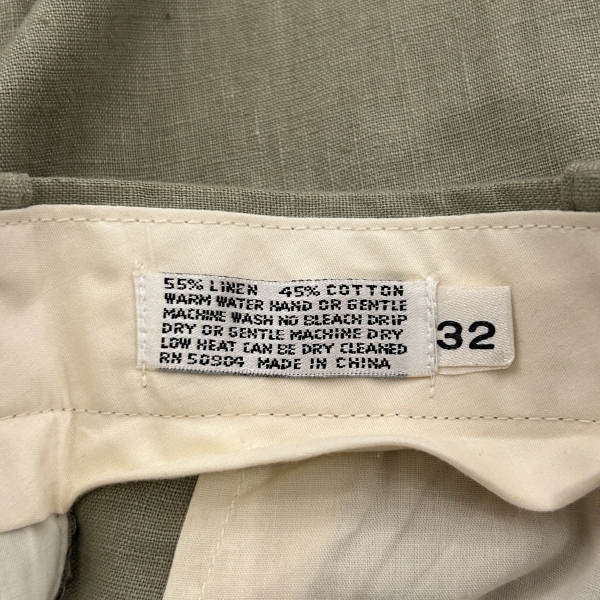 55% LINEN 45% COTTON
WARM WATER HAND OR GENTLE
MACHINE WASH NO BLEACH DRIP
DRY OR GENTLE MACHINE DRY
LOW HEAT CAN BE DRY CLEANED
RN 50904 MADE IN CHINA
32